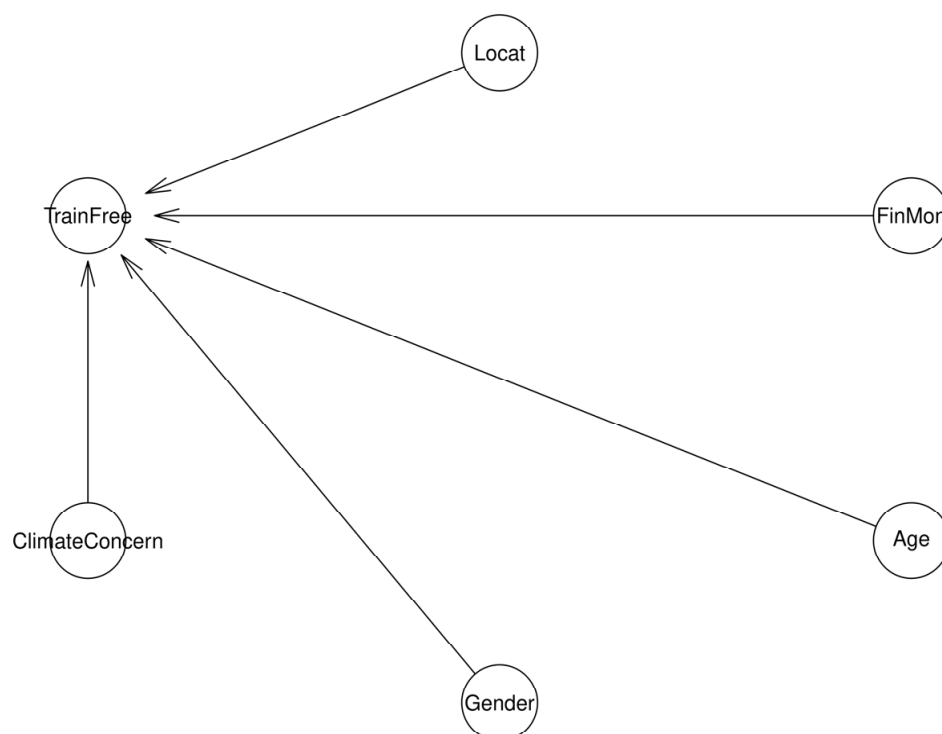 Locat
TrainFree
FinMon
ClimateConcern
Age
Gender